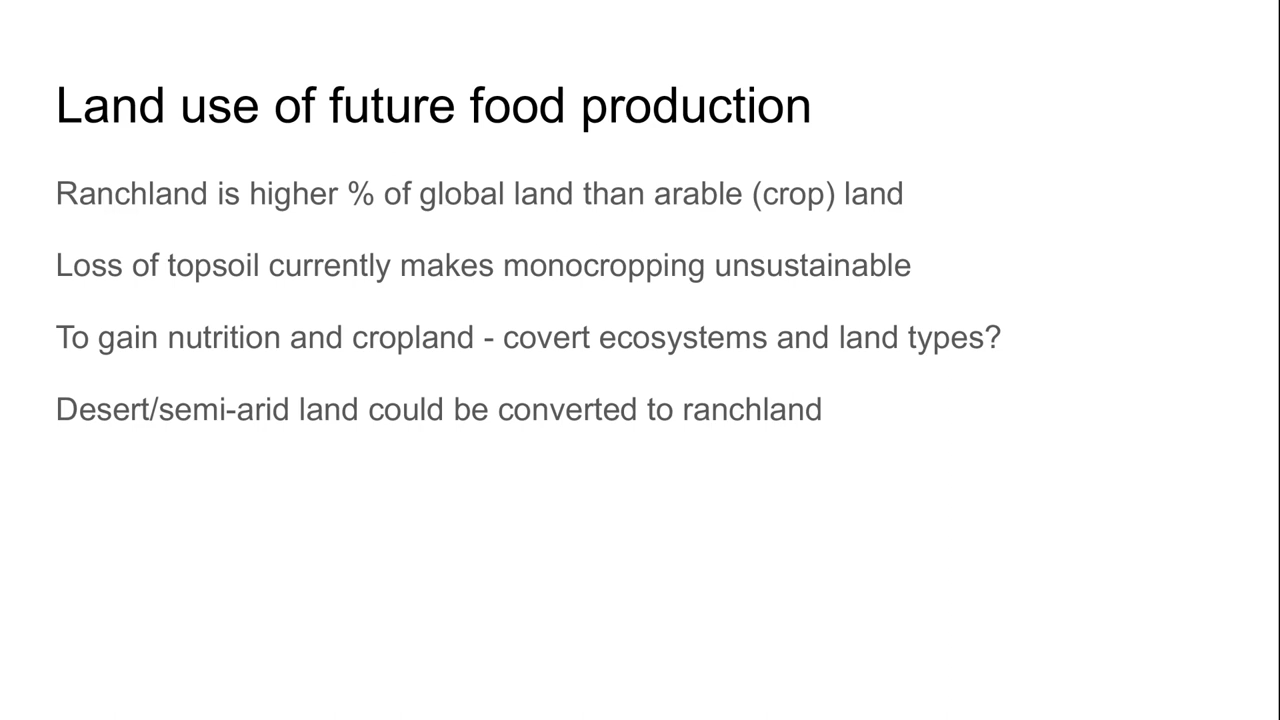 Land use of future food production
Ranchland is higher % of global land than arable (crop) land
Loss of topsoil currently makes monocropping unsustainable
To gain nutrition and cropland - covert ecosystems and land types?
Desert/semi-arid land could be converted to ranchland